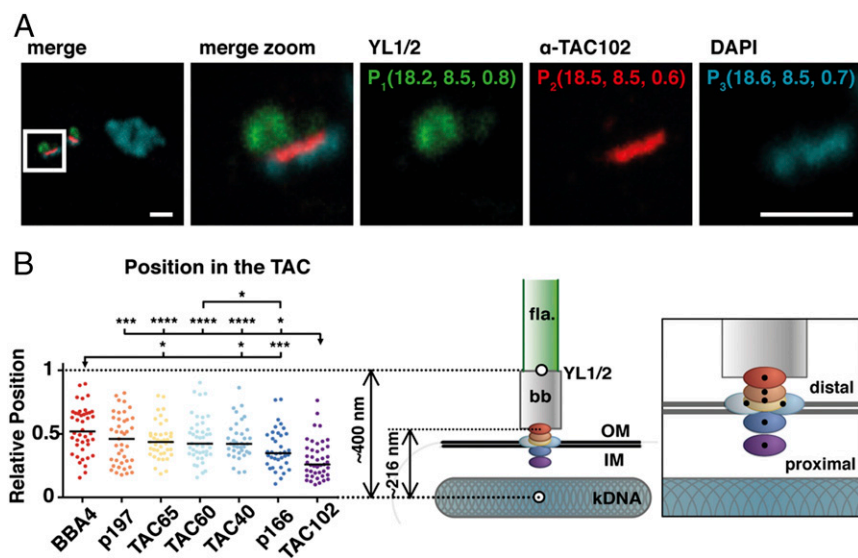 A
merge
merge zoom
YL1/2
α-TAC102
DAPI
P1(18.2, 8.5, 0.8)
P2(18.5, 8.5, 0.6)
P3(18.6, 8.5, 0.7)
B
Position in the TAC
*
*** **** **** **** *
* * ***
Relative Position
1
0.5
0
BBA4
p197
TAC65
TAC60
TAC40
p166
TAC102
~400 nm
~216 nm
fla.
YL1/2
bb
OM
IM
kDNA
distal
proximal